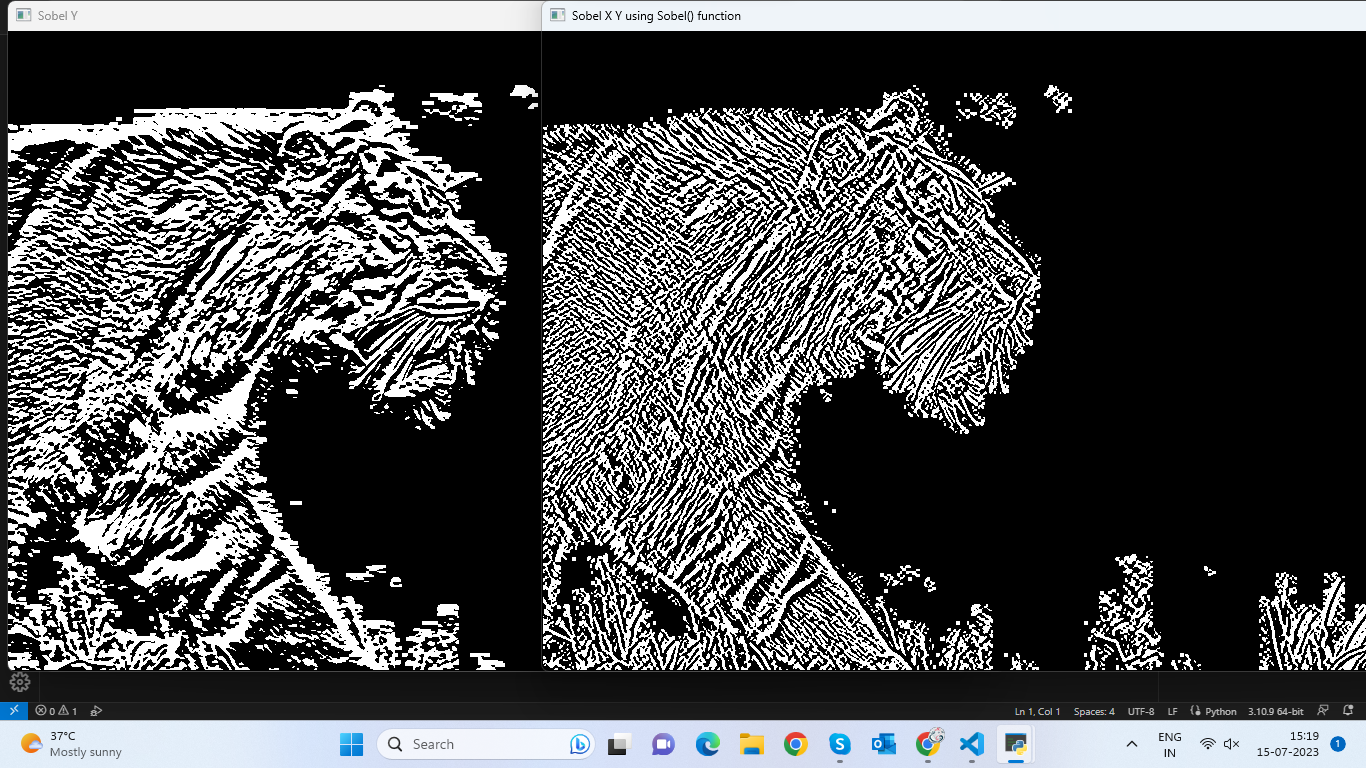 Sobel Y
Sobel X Y using Sobel() function
0 1
Ln 1, Col 1 Spaces: 4 UTF-8 LF Python 3.10.9 64-bit
37°C
Mostly sunny
Search
ENG
IN
15:19
15-07-2023
1